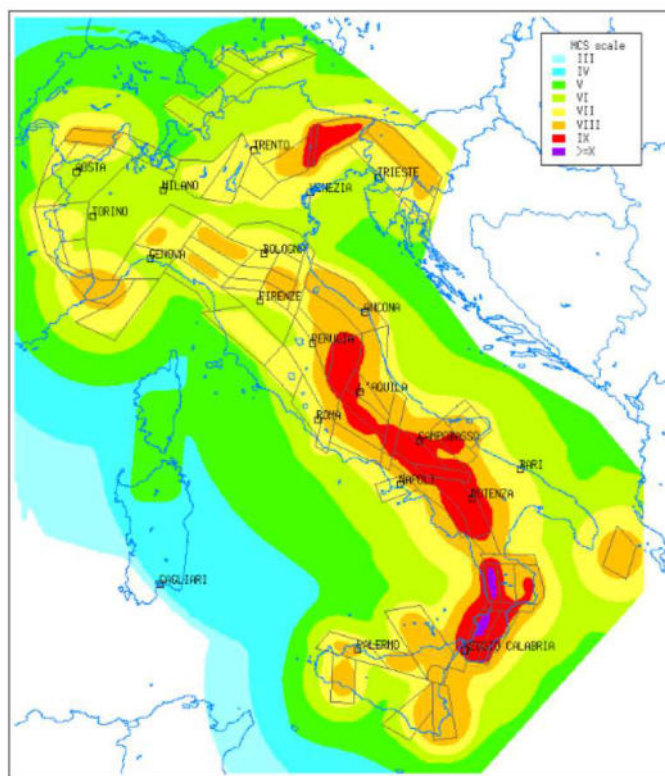 MCS scale
III
IV
V
VI
VII
VIII
IX
>=X
TRENTO
AOSTA
MILANO
VENEZIA
TRIESTE
TORINO
GENOVA
BOLOGNA
FIRENZE
ANCONA
PERUGIA
L'AQUILA
ROMA
CAMPOBASSO
NAPOLI
BARI
POTENZA
CAGLIARI
PALERMO
REGGIO CALABRIA